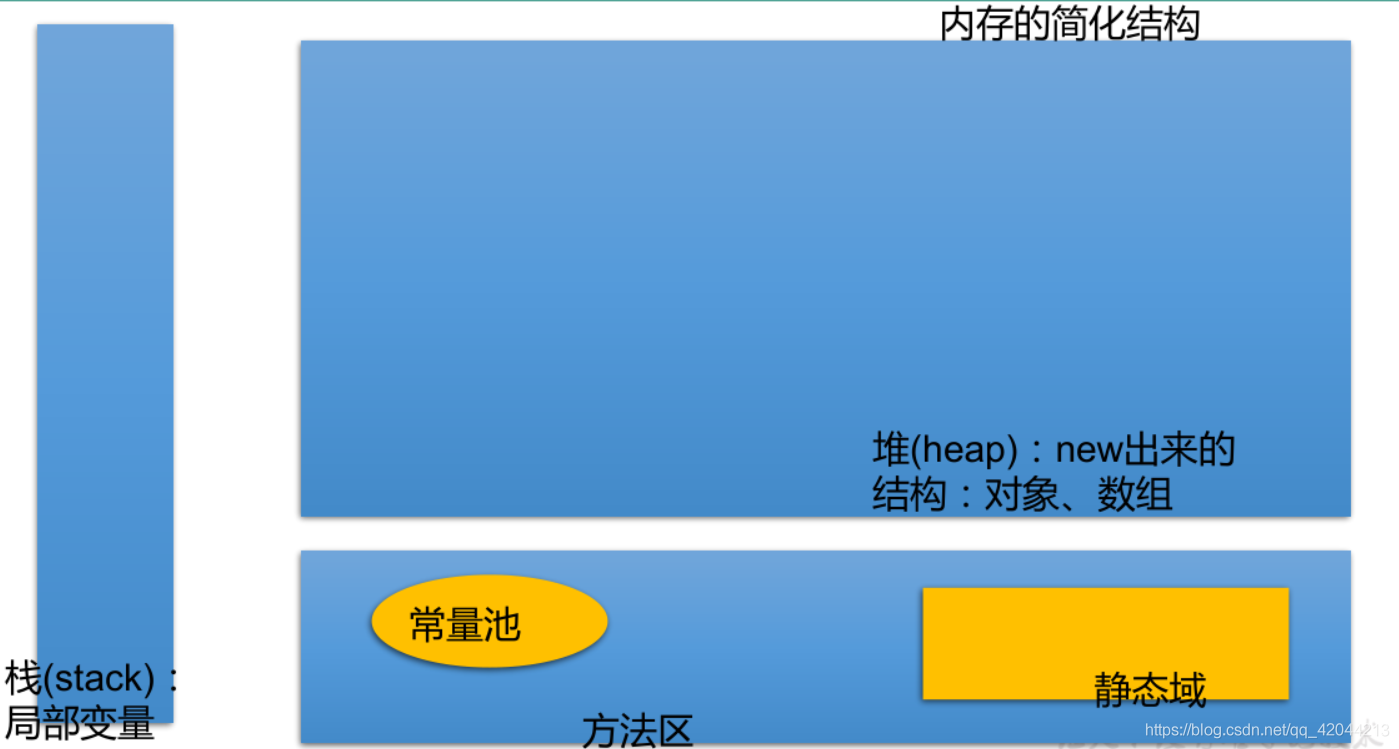 内存的简化结构
堆(heap)：new出来的
结构：对象、数组
常量池
静态域
栈(stack)：
局部变量
方法区